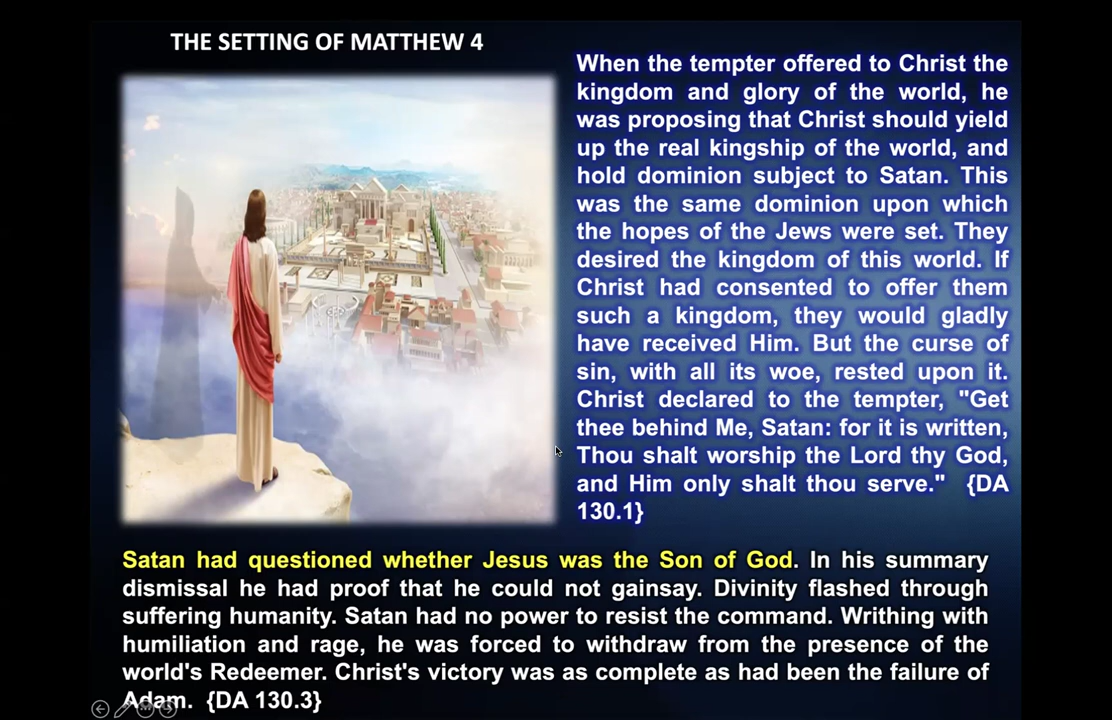 THE SETTING OF MATTHEW 4
When the tempter offered to Christ the
kingdom and glory of the world, he
was proposing that Christ should yield
up the real kingship of the world, and
hold dominion subject to Satan. This
was the same dominion upon which
the hopes of the Jews were set. They
desired the kingdom of this world. If
Christ had consented to offer them
such a kingdom, they would gladly
have received Him. But the curse of
sin, with all its woe, rested upon it.
Christ declared to the tempter, "Get
thee behind Me, Satan: for it is written,
Thou shalt worship the Lord thy God,
and Him only shalt thou serve." {DA
130.1}
Satan had questioned whether Jesus was the Son of God. In his summary
dismissal he had proof that he could not gainsay. Divinity flashed through
suffering humanity. Satan had no power to resist the command. Writhing with
humiliation and rage, he was forced to withdraw from the presence of the
world's Redeemer. Christ's victory was as complete as had been the failure of
Adam. {DA 130.3}